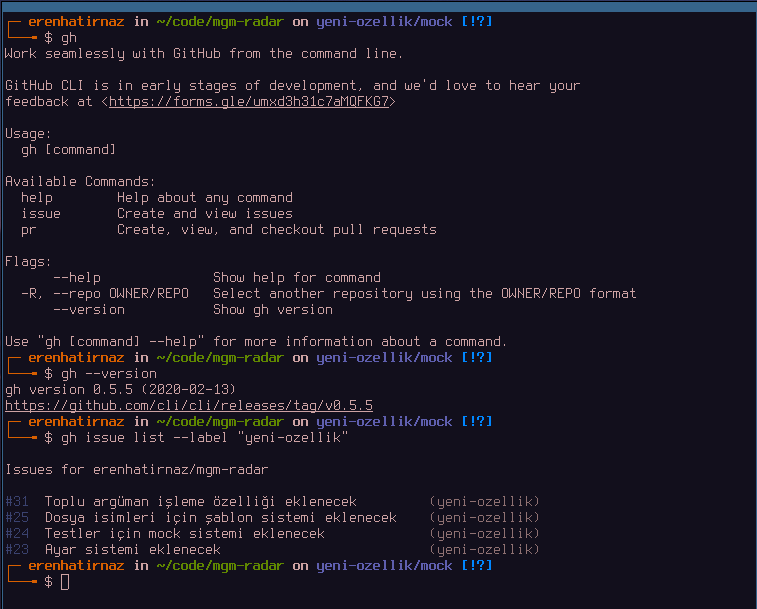 erenhatirnaz in ~/code/mgm-radar on yeni-ozellik/mock [!?]
$ gh
Work seamlessly with GitHub from the command line.
GitHub CLI is in early stages of development, and we'd love to hear your
feedback at <https://forms.gle/umxd3h31c7aMQFKG7>
Usage:
gh [command]
Available Commands:
help Help about any command
issue Create and view issues
pr Create, view, and checkout pull requests
Flags:
--help Show help for command
-R, --repo OWNER/REPO Select another repository using the OWNER/REPO format
--version Show gh version
Use "gh [command] --help" for more information about a command.
erenhatirnaz in ~/code/mgm-radar on yeni-ozellik/mock [!?]
$ gh --version
gh version 0.5.5 (2020-02-13)
https://github.com/cli/cli/releases/tag/v0.5.5
erenhatirnaz in ~/code/mgm-radar on yeni-ozellik/mock [!?]
$ gh issue list --label "yeni-ozellik"
Issues for erenhatirnaz/mgm-radar
#31 Toplu argüman işleme özelliği eklenecek (yeni-ozellik)
#25 Dosya isimleri için şablon sistemi eklenecek (yeni-ozellik)
#24 Testler için mock sistemi eklenecek (yeni-ozellik)
#23 Ayar sistemi eklenecek (yeni-ozellik)
erenhatirnaz in ~/code/mgm-radar on yeni-ozellik/mock [!?]
$